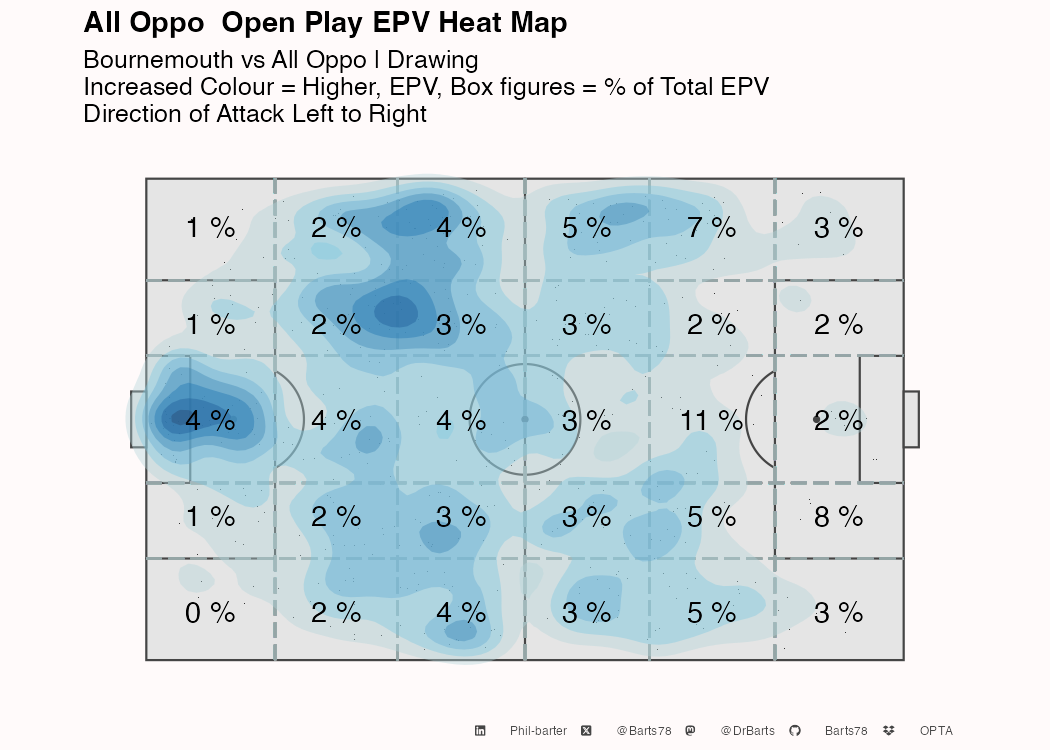 All Oppo  Open Play EPV Heat Map
Bournemouth vs All Oppo | Drawing
Increased Colour = Higher, EPV, Box figures = % of Total EPV
Direction of Attack Left to Right
1 % 2 % 4 % 5 % 7 % 3 %
1 % 2 % 3 % 3 % 2 % 2 %
4 % 4 % 4 % 3 % 11 % 2 %
1 % 2 % 3 % 3 % 5 % 8 %
0 % 2 % 4 % 3 % 5 % 3 %
Phil-barter @Barts78 @DrBarts Barts78 OPTA